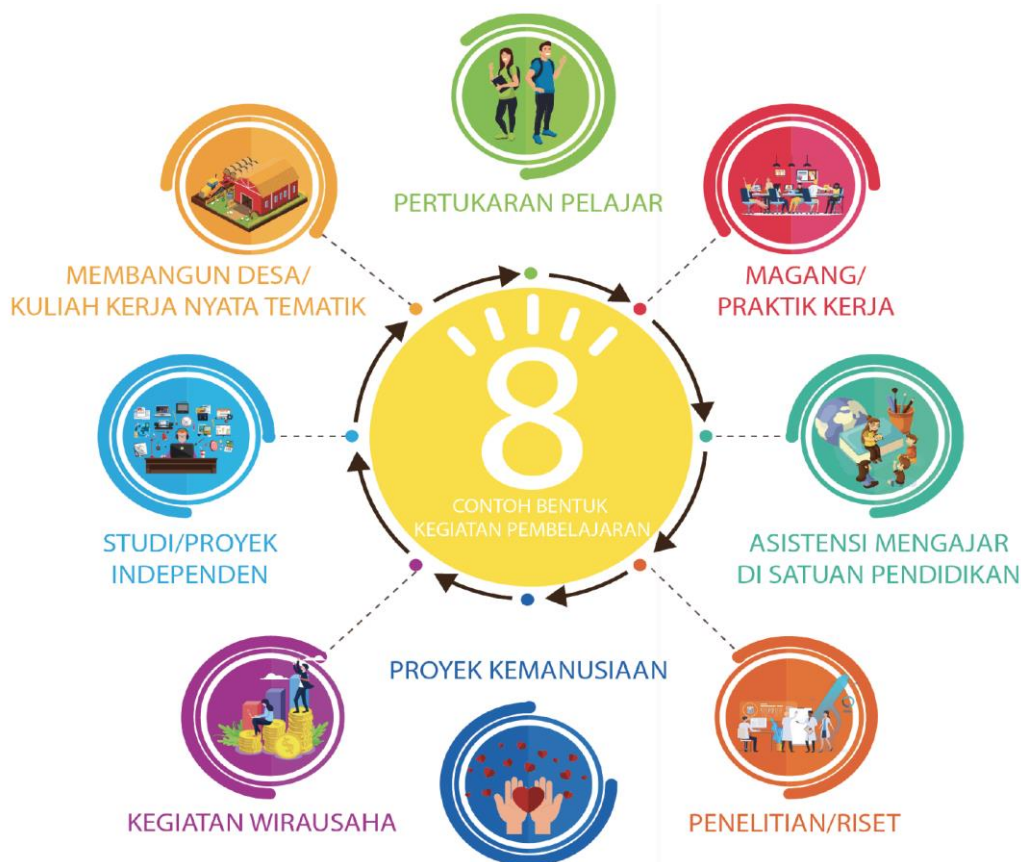 PERTUKARAN PELAJAR
MAGANG/
PRAKTIK KERJA
ASISTENSI MENGAJAR
DI SATUAN PENDIDIKAN
PENELITIAN/RISET
PROYEK KEMANUSIAAN
KEGIATAN WIRAUSAHA
STUDI/PROYEK
INDEPENDEN
MEMBANGUN DESA/
KULIAH KERJA NYATA TEMATIK
8
CONTOH BENTUK
KEGIATAN PEMBELAJARAN